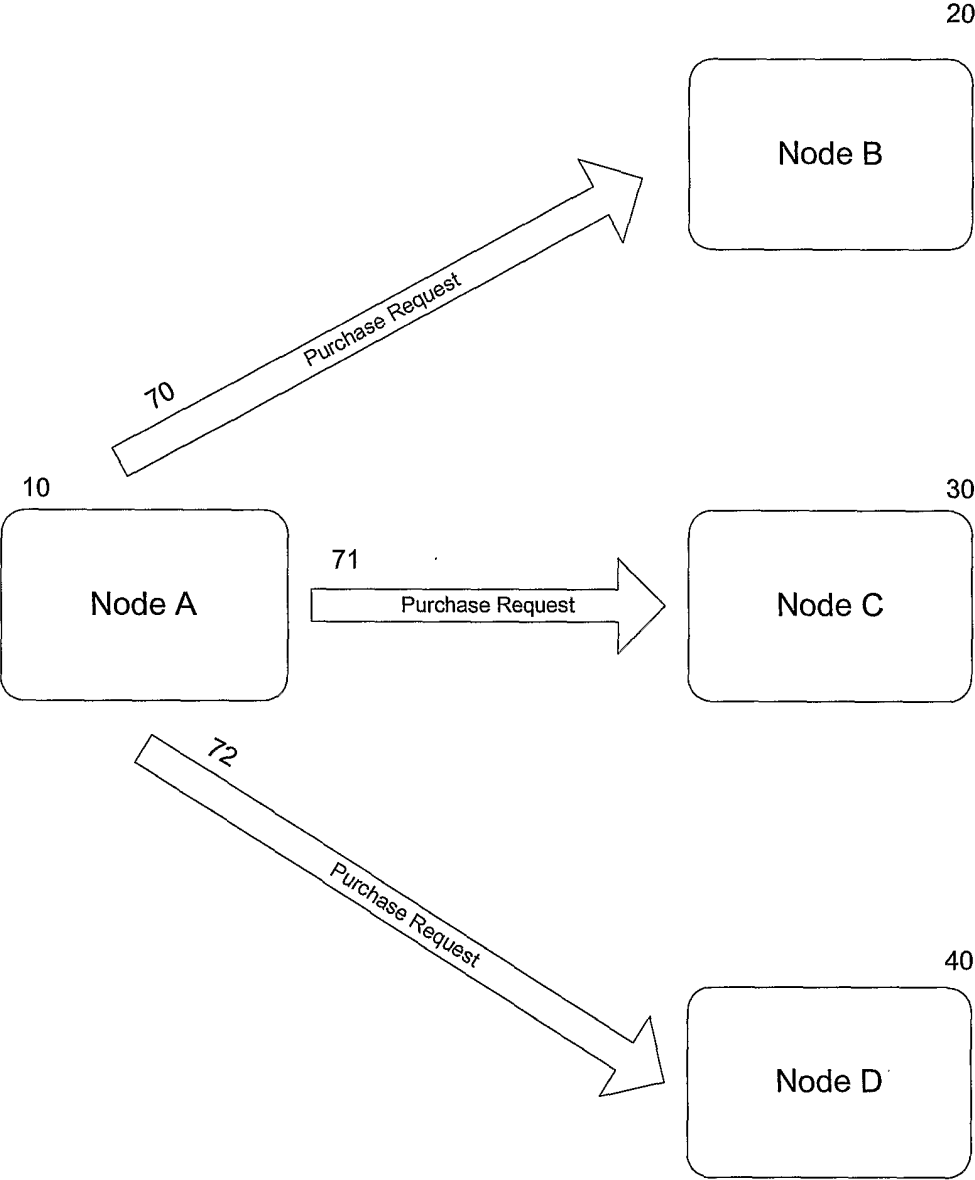 20
Node B
Purchase Request
70
10
30
71
Node A
Purchase Request
Node C
72
Purchase Request
40
Node D